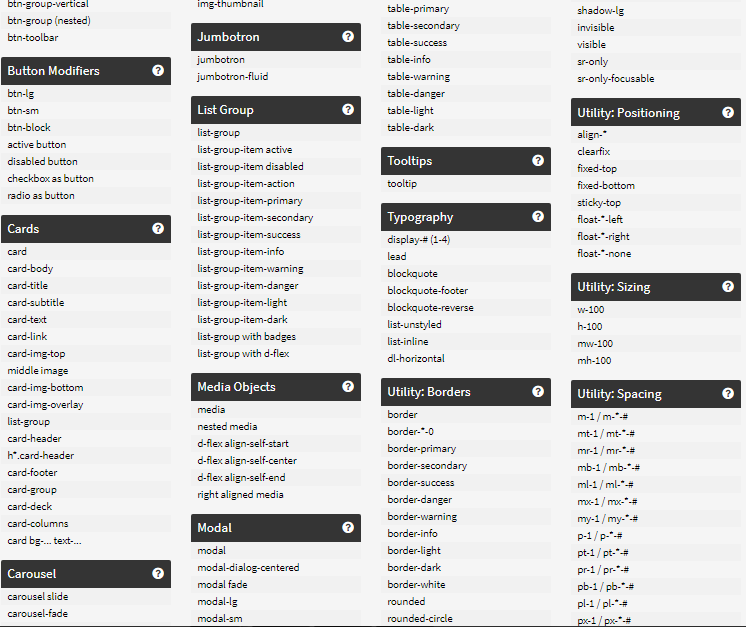 btn-group-vertical
btn-group (nested)
btn-toolbar
Button Modifiers
btn-lg
btn-sm
btn-block
active button
disabled button
checkbox as button
radio as button
Cards
card
card-body
card-title
card-subtitle
card-text
card-link
card-img-top
middle image
card-img-bottom
card-img-overlay
list-group
card-header
h*.card-header
card-footer
card-group
card-deck
card-columns
card bg-... text-...
Carousel
carousel slide
carousel-fade
img-thumbnail
Jumbotron
jumbotron
jumbotron-fluid
List Group
list-group
list-group-item active
list-group-item disabled
list-group-item-action
list-group-item-primary
list-group-item-secondary
list-group-item-success
list-group-item-info
list-group-item-warning
list-group-item-danger
list-group-item-light
list-group-item-dark
list-group with badges
list-group with d-flex
Media Objects
media
nested media
d-flex align-self-start
d-flex align-self-center
d-flex align-self-end
right aligned media
Modal
modal
modal-dialog-centered
modal fade
modal-lg
modal-sm
table-primary
table-secondary
table-success
table-info
table-warning
table-danger
table-light
table-dark
Tooltips
tooltip
Typography
display-# (1-4)
lead
blockquote
blockquote-footer
blockquote-reverse
list-unstyled
list-inline
dl-horizontal
Utility: Borders
border
border-*-0
border-primary
border-secondary
border-success
border-danger
border-warning
border-info
border-light
border-dark
border-white
rounded
rounded-circle
shadow-lg
invisible
visible
sr-only
sr-only-focusable
Utility: Positioning
align-*
clearfix
fixed-top
fixed-bottom
sticky-top
float-*-left
float-*-right
float-*-none
Utility: Sizing
w-100
h-100
mw-100
mh-100
Utility: Spacing
m-1 / m-*-#
mt-1 / mt-*-#
mr-1 / mr-*-#
mb-1 / mb-*-#
ml-1 / ml-*-#
mx-1 / mx-*-#
my-1 / my-*-#
p-1 / p-*-#
pt-1 / pt-*-#
pr-1 / pr-*-#
pb-1 / pb-*-#
pl-1 / pl-*-#
px-1 / px-*-#